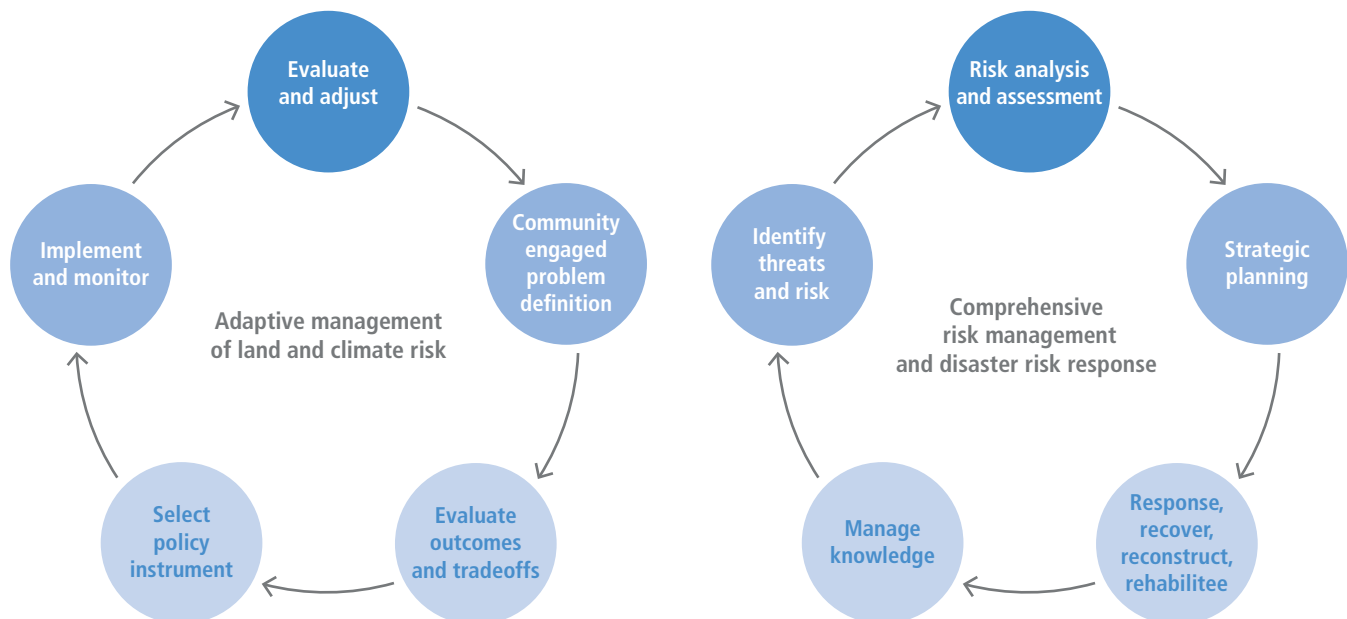 Evaluate
and adjust
Community
engaged
problem
definition
Evaluate
outcomes
and tradeoffs
Select
policy
instrument
Implement
and monitor
Adaptive management
of land and climate risk
Risk analysis
and assessment
Strategic
planning
Response,
recover,
reconstruct,
rehabilitee
Manage
knowledge
Identify
threats
and risk
Comprehensive
risk management
and disaster risk response